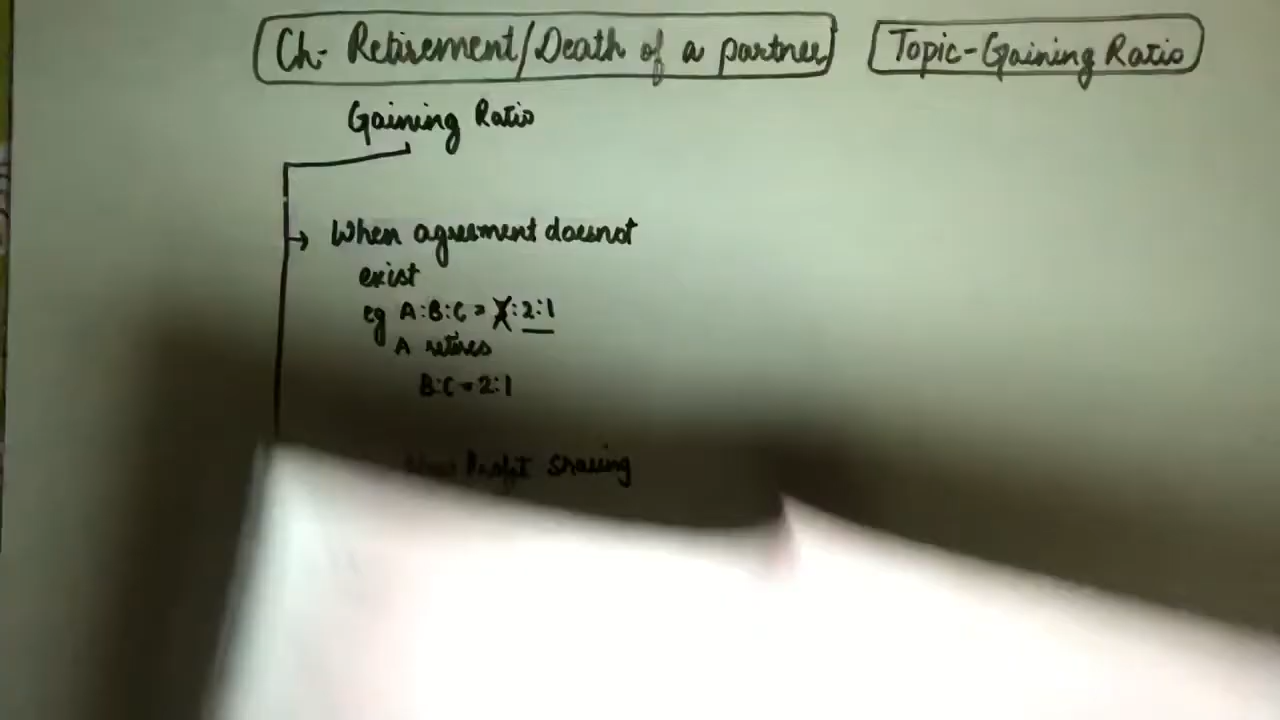 Ch- Retirement/Death of a partner
Topic-Gaining Ratio
Gaining Ratio
When agreement doesnot
exist
eg A:B:C = X:2:1
A retires
B:C = 2:1
Profit Sharing